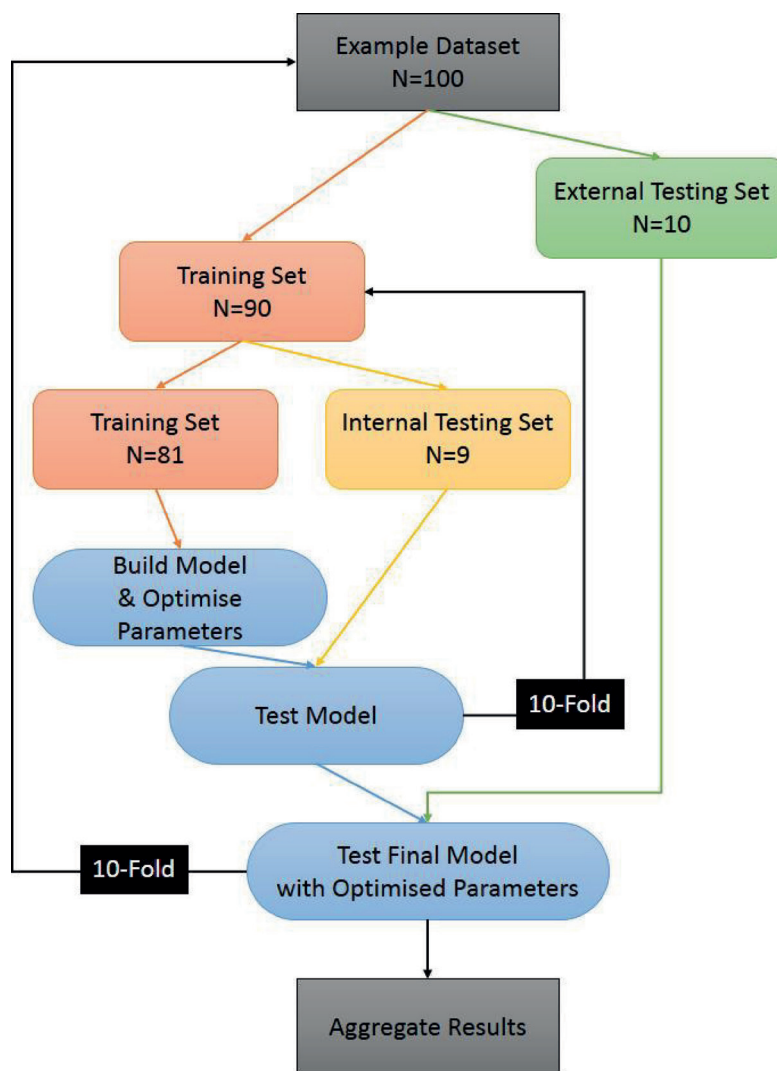 Example Dataset
N=100
External Testing Set
N=10
Training Set
N=90
Training Set
N=81
Internal Testing Set
N=9
Build Model
& Optimise
Parameters
Test Model
10-Fold
Test Final Model
with Optimised Parameters
10-Fold
Aggregate Results